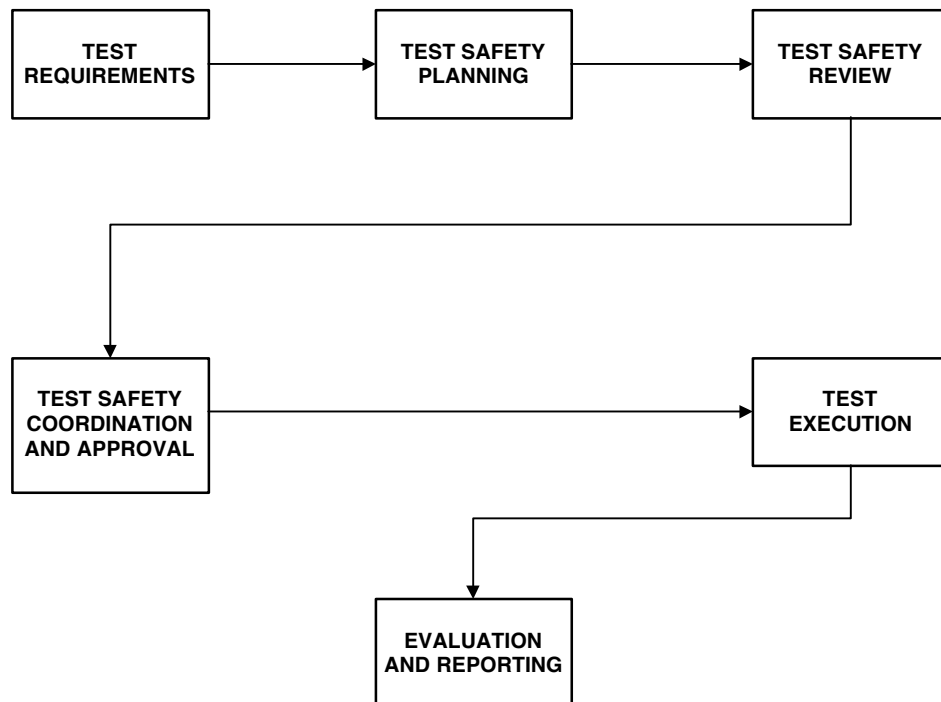 TEST
REQUIREMENTS
TEST SAFETY
PLANNING
TEST SAFETY
REVIEW
TEST SAFETY
COORDINATION
AND APPROVAL
TEST
EXECUTION
EVALUATION
AND REPORTING